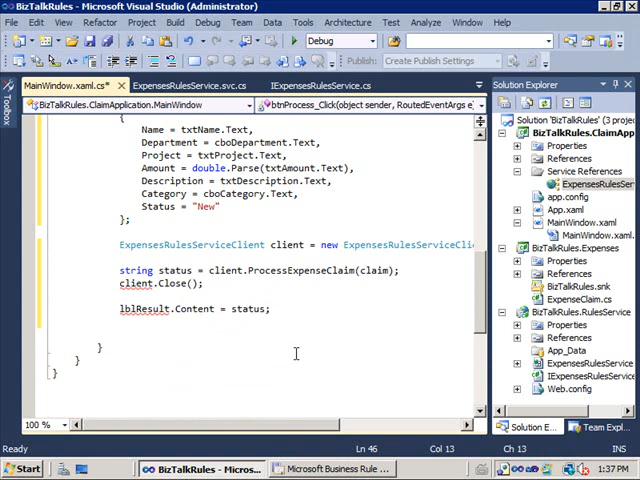 BizTalkRules - Microsoft Visual Studio (Administrator)
File Edit View Refactor Project Build Debug Team Data Tools Architecture Test Analyze Window Help
Debug
Publish: Create Publish Settings
MainWindow.xaml.cs* ExpensesRulesService.svc.cs IExpensesRulesService.cs
BizTalkRules.ClaimApplication.MainWindow btnProcess_Click(object sender, RoutedEventArgs e)
Toolbox
{
Name = txtName.Text,
Department = cboDepartment.Text,
Project = txtProject.Text,
Amount = double.Parse(txtAmount.Text),
Description = txtDescription.Text,
Category = cboCategory.Text,
Status = "New"
};
ExpensesRulesServiceClient client = new ExpensesRulesServiceClie
string status = client.ProcessExpenseClaim(claim);
client.Close();
lblResult.Content = status;
}
}
}
100 %
Solution Explorer
Solution 'BizTalkRules' (3 project
BizTalkRules.ClaimApp
Properties
References
Service References
ExpensesRulesSer
app.config
App.xaml
MainWindow.xaml
MainWindow.xaml.
BizTalkRules.Expenses
Properties
References
BizTalkRules.snk
ExpenseClaim.cs
BizTalkRules.RulesService
Properties
References
App_Data
ExpensesRulesService
IExpensesRulesService
Web.config
Solution E... Team Expl...
Ready Ln 46 Col 13 Ch 13 INS
Start BizTalkRules - Micros... Microsoft Business Rule ... 1:37 PM